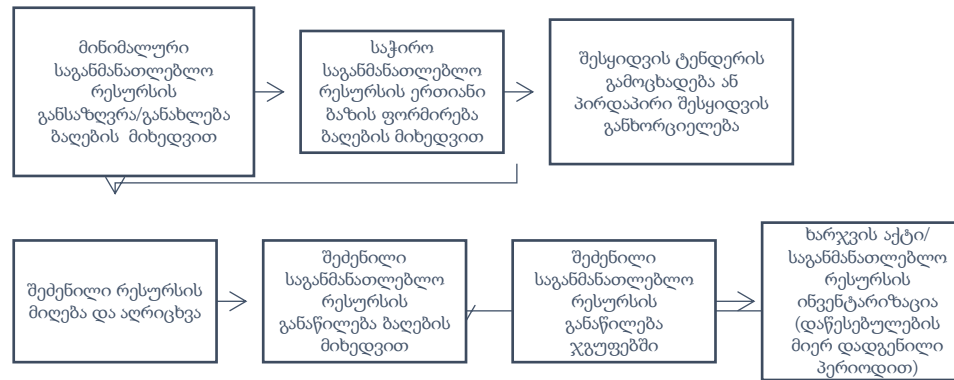 მინიმალური
საგანმანათლებლო
რესურსის
განსაზღვრა/განახლება
ბაღების მიხედვით
საჭირო
საგანმანათლებლო
რესურსის ერთიანი
ბაზის ფორმირება
ბაღების მიხედვით
შესყიდვის ტენდერის
გამოცხადება ან
პირდაპირი შესყიდვის
განხორციელება
შეძენილი რესურსის
მიღება და აღრიცხვა
შეძენილი
საგანმანათლებლო
რესურსის
განაწილება ბაღების
მიხედვით
შეძენილი
საგანმანათლებლო
რესურსის
განაწილება
ჯგუფებში
ხარჯვის აქტი/
საგანმანათლებლო
რესურსის
ინვენტარიზაცია
(დაწესებულების
მიერ დადგენილი
პერიოდით)